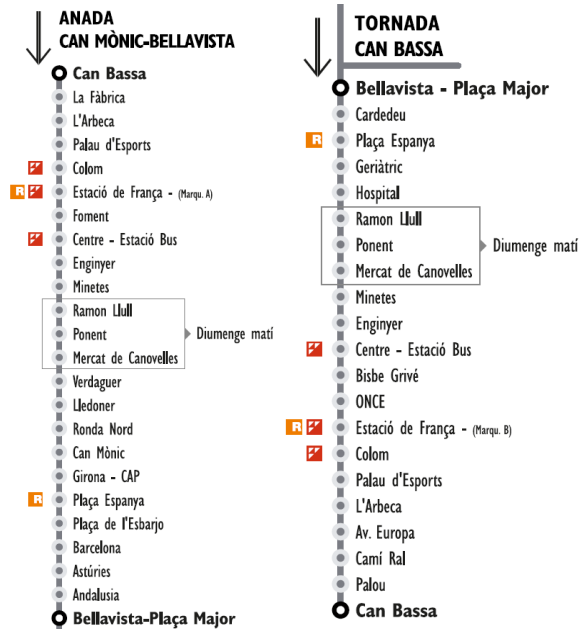 ANADA
CAN MÒNIC-BELLAVISTA
Can Bassa
La Fàbrica
L'Arbeca
Palau d'Esports
Colom
R Estació de França - (Marqu. A)
Foment
Centre - Estació Bus
Enginyer
Minetes
Ramon Llull
Ponent Diumenge matí
Mercat de Canovelles
Verdaguer
Lledoner
Ronda Nord
Can Mònic
Girona - CAP
R Plaça Espanya
Plaça de l'Esbarjo
Barcelona
Astúries
Andalusia
Bellavista-Plaça Major
TORNADA
CAN BASSA
Bellavista - Plaça Major
Cardedeu
R Plaça Espanya
Geriàtric
Hospital
Ramon Llull
Ponent Diumenge matí
Mercat de Canovelles
Minetes
Enginyer
Centre - Estació Bus
Bisbe Grivé
ONCE
R Estació de França - (Marqu. B)
Colom
Palau d'Esports
L'Arbeca
Av. Europa
Camí Ral
Palou
Can Bassa